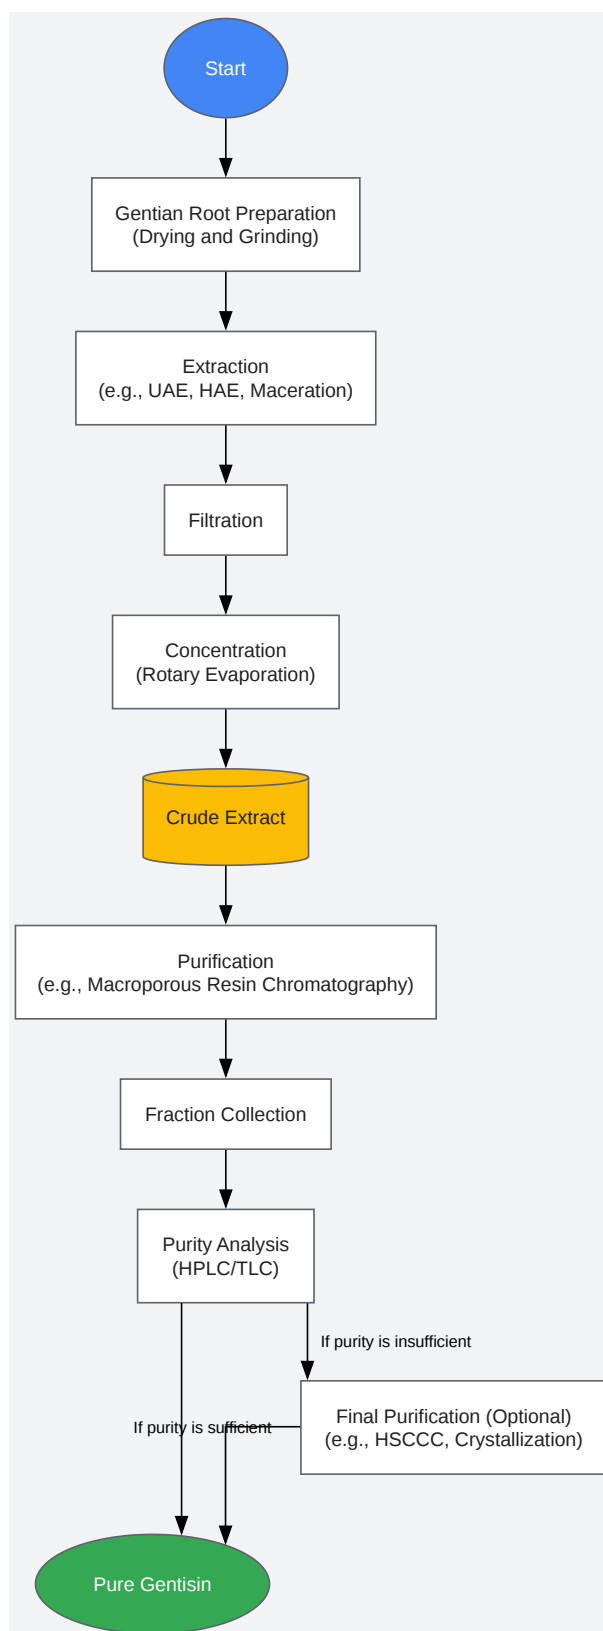 Start
Gentian Root Preparation
(Drying and Grinding)
Extraction
(e.g., UAE, HAE, Maceration)
Filtration
Concentration
(Rotary Evaporation)
Crude Extract
Purification
(e.g., Macroporous Resin Chromatography)
Fraction Collection
Purity Analysis
(HPLC/TLC)
If purity is insufficient
Final Purification (Optional)
(e.g., HSCCC, Crystallization)
If purity is sufficient
Pure Gentisin